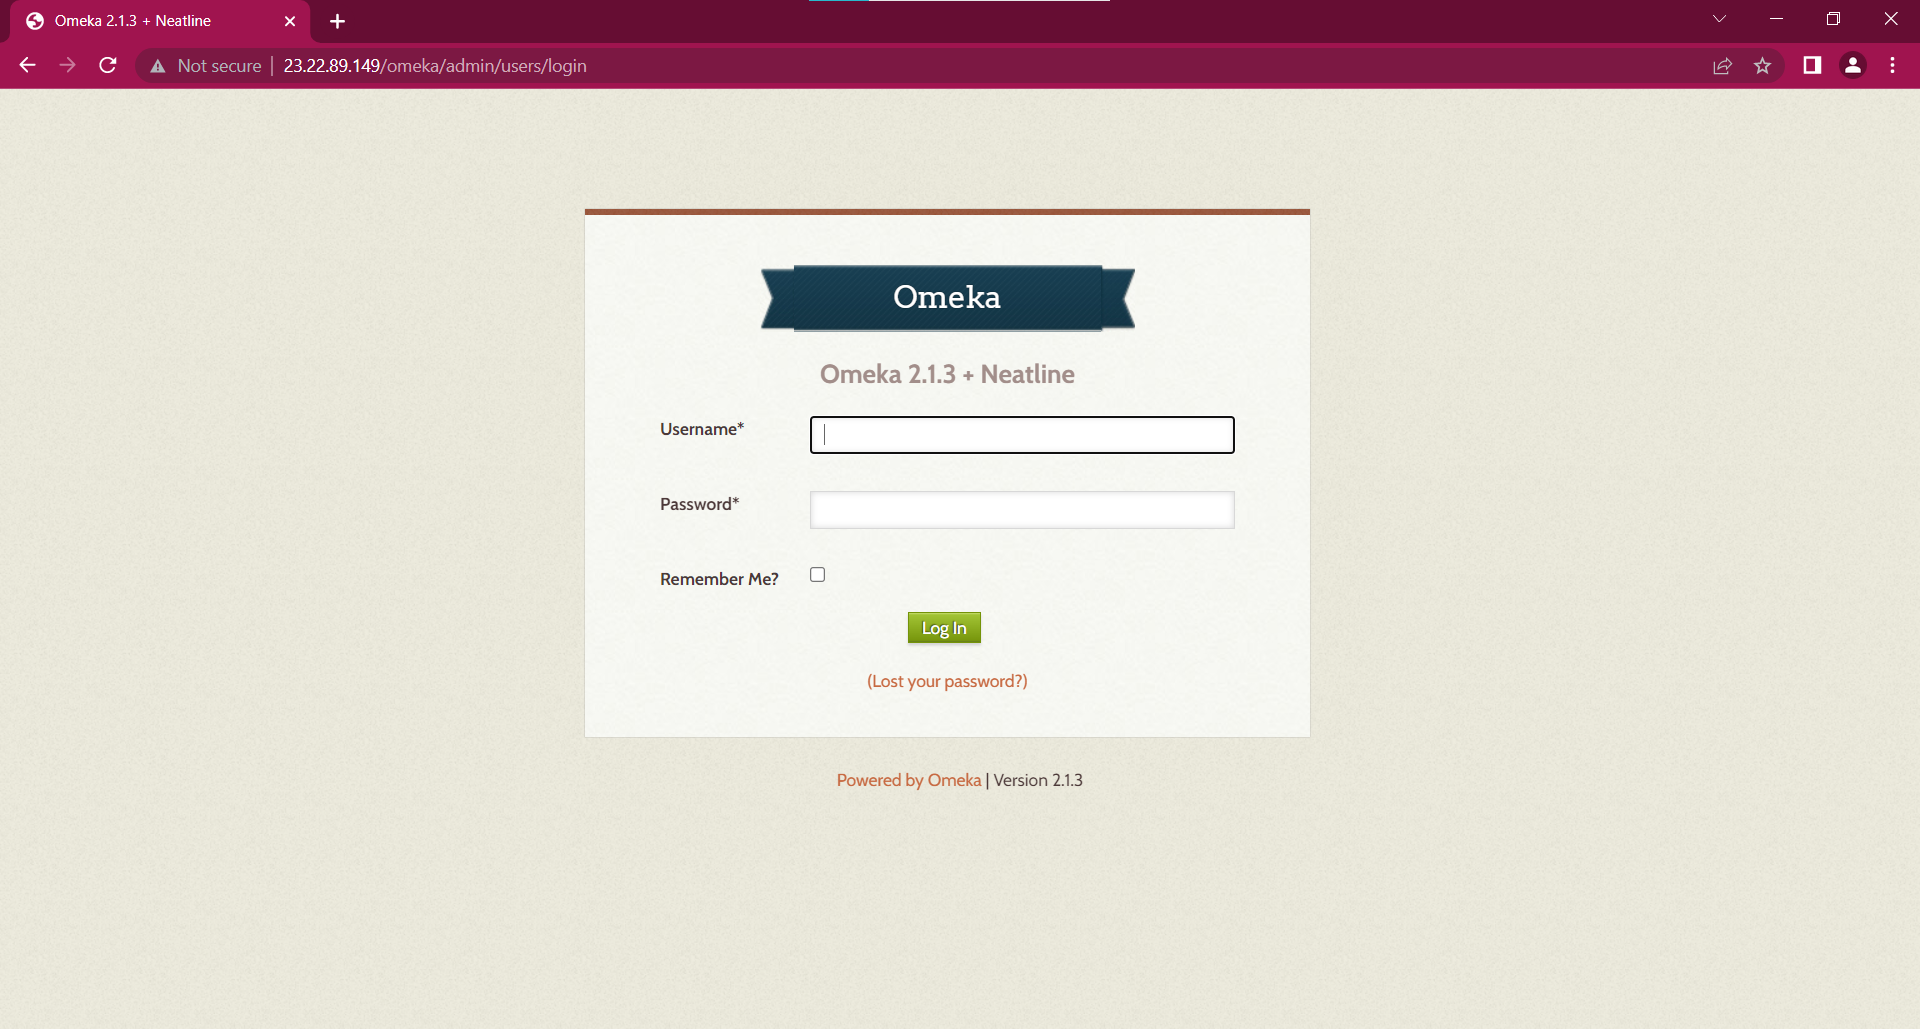 Omeka 2.1.3 + Neatline
Not secure | 23.22.89.149/omeka/admin/users/login
Omeka
Omeka 2.1.3 + Neatline
Username*
Password*
Remember Me?
Log In
(Lost your password?)
Powered by Omeka | Version 2.1.3